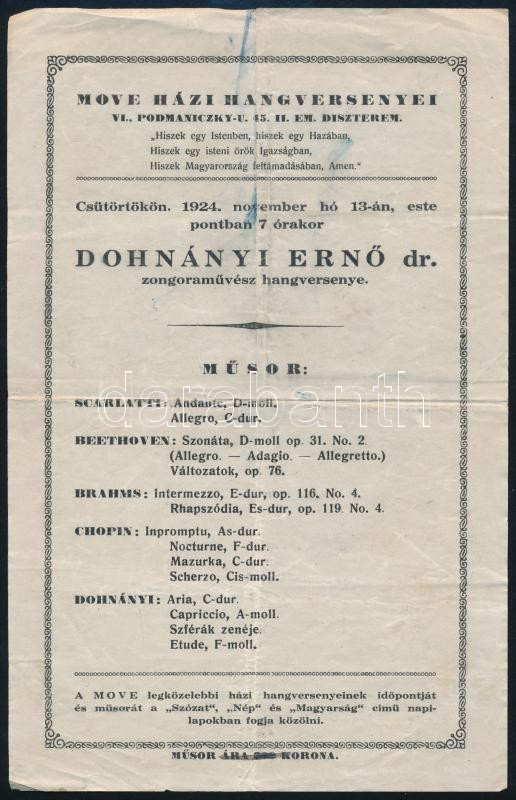 MOVE HÁZI HANGVERSENYEI
VI., PODMANICZKY-U. 45. II. EM. DISZTEREM.
„Hiszek egy Istenben, hiszek egy Hazában,
Hiszek egy isteni örök Igazságban,
Hiszek Magyarország feltámadásában, Amen."
Csütörtökön. 1924. november hó 13-án, este
pontban 7 órakor
DOHNÁNYI ERNŐ dr.
zongoraművész hangversenye.
MŰSOR:
darabanth
SCARLATTI: Andante, D-moll.
Allegro, C-dur.
BEETHOVEN: Szonáta, D-moll op. 31. No. 2.
(Allegro. — Adagio. — Allegretto.)
Változatok, op. 76.
BRAHMS: Intermezzo, E-dur, op. 116. No. 4.
Rhapszódia, Es-dur, op. 119. No. 4.
CHOPIN: Inpromptu, As-dur.
Nocturne, F-dur.
Mazurka, C-dur.
Scherzo, Cis-moll.
DOHNÁNYI: Aria, C-dur.
Capriccio, A-moll.
Szférák zenéje.
Etude, F-moll.
A MOVE legközelebbi házi hangversenyeinek időpontját
és műsorát a „Szózat", „Nép" és „Magyarság" cimü napi-
lapokban fogja közölni.
MŰSOR ÁRA KORONA.